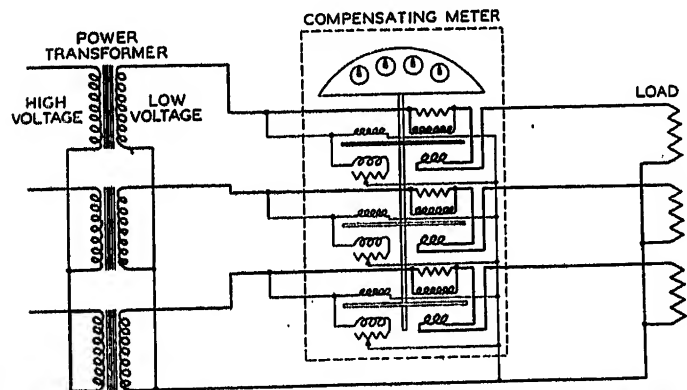 COMPENSATING METER
POWER
TRANSFORMER
HIGH
VOLTAGE
LOW
VOLTAGE
LOAD